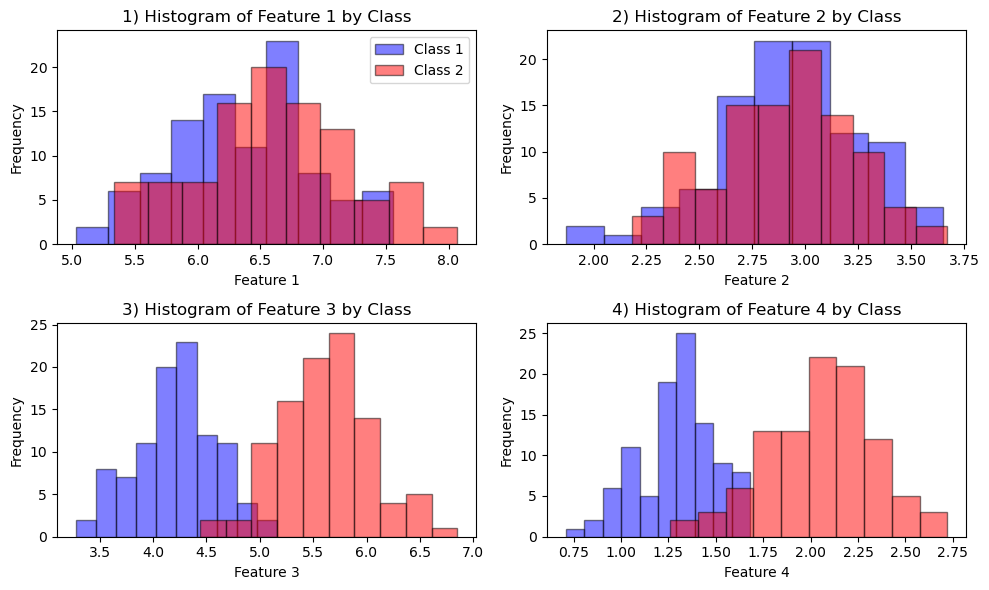 1) Histogram of Feature 1 by Class
Class 1
Class 2
Frequency
20
15
10
5
0
5.0 5.5 6.0 6.5 7.0 7.5 8.0
Feature 1
2) Histogram of Feature 2 by Class
Frequency
20
15
10
5
0
2.00 2.25 2.50 2.75 3.00 3.25 3.50 3.75
Feature 2
3) Histogram of Feature 3 by Class
Frequency
25
20
15
10
5
0
3.5 4.0 4.5 5.0 5.5 6.0 6.5 7.0
Feature 3
4) Histogram of Feature 4 by Class
Frequency
25
20
15
10
5
0
0.75 1.00 1.25 1.50 1.75 2.00 2.25 2.50 2.75
Feature 4